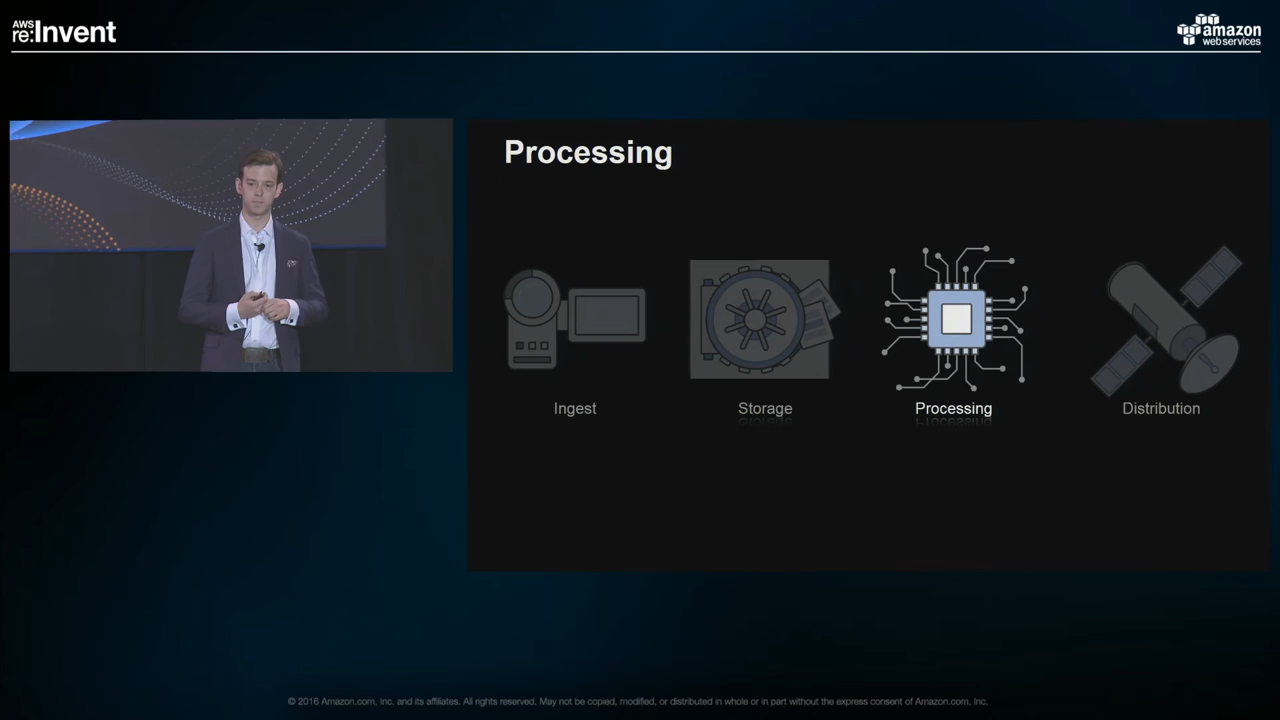 AWS
re:Invent
amazon
web services
Processing
Ingest
Storage
Processing
Distribution
© 2016 Amazon.com, Inc. and its affiliates. All rights reserved. May not be copied, modified, or distributed in whole or in part without the express consent of Amazon.com, Inc.